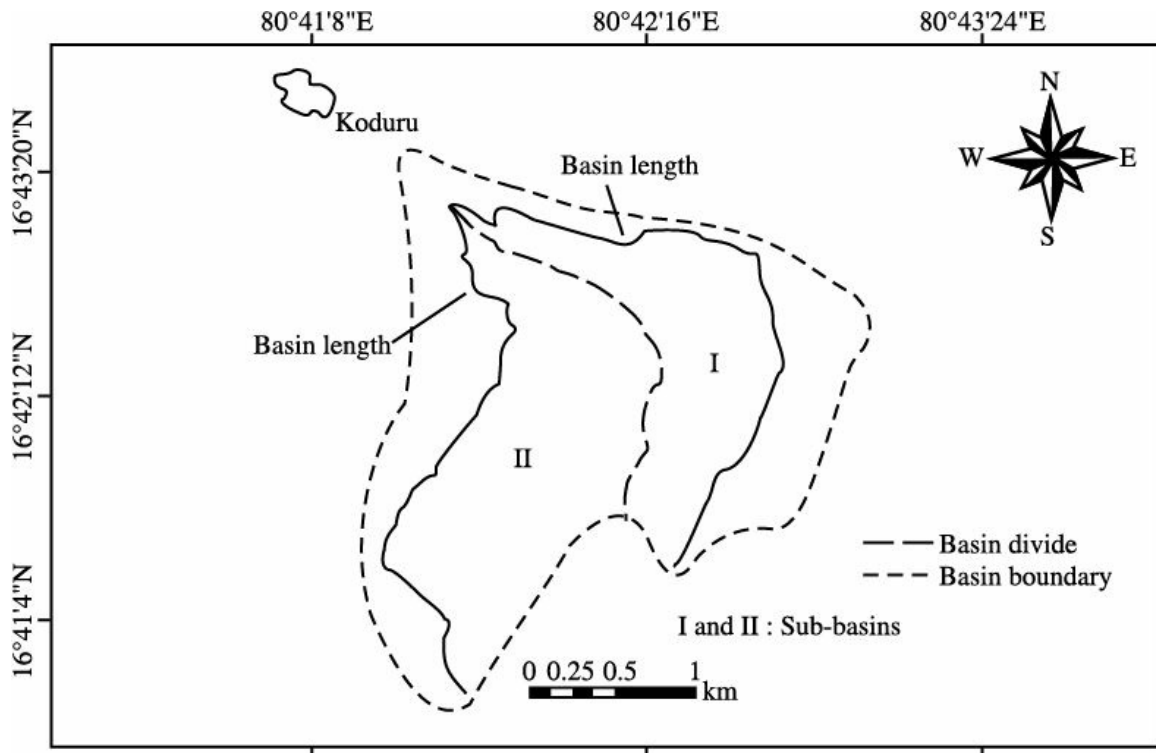 80°41'8"E 80°42'16"E 80°43'24"E
16°43'20"N
16°42'12"N
16°41'4"N
Koduru
N
W E
S
Basin length
Basin length
I
II
Basin divide
Basin boundary
I and II : Sub-basins
0 0.25 0.5 1
km